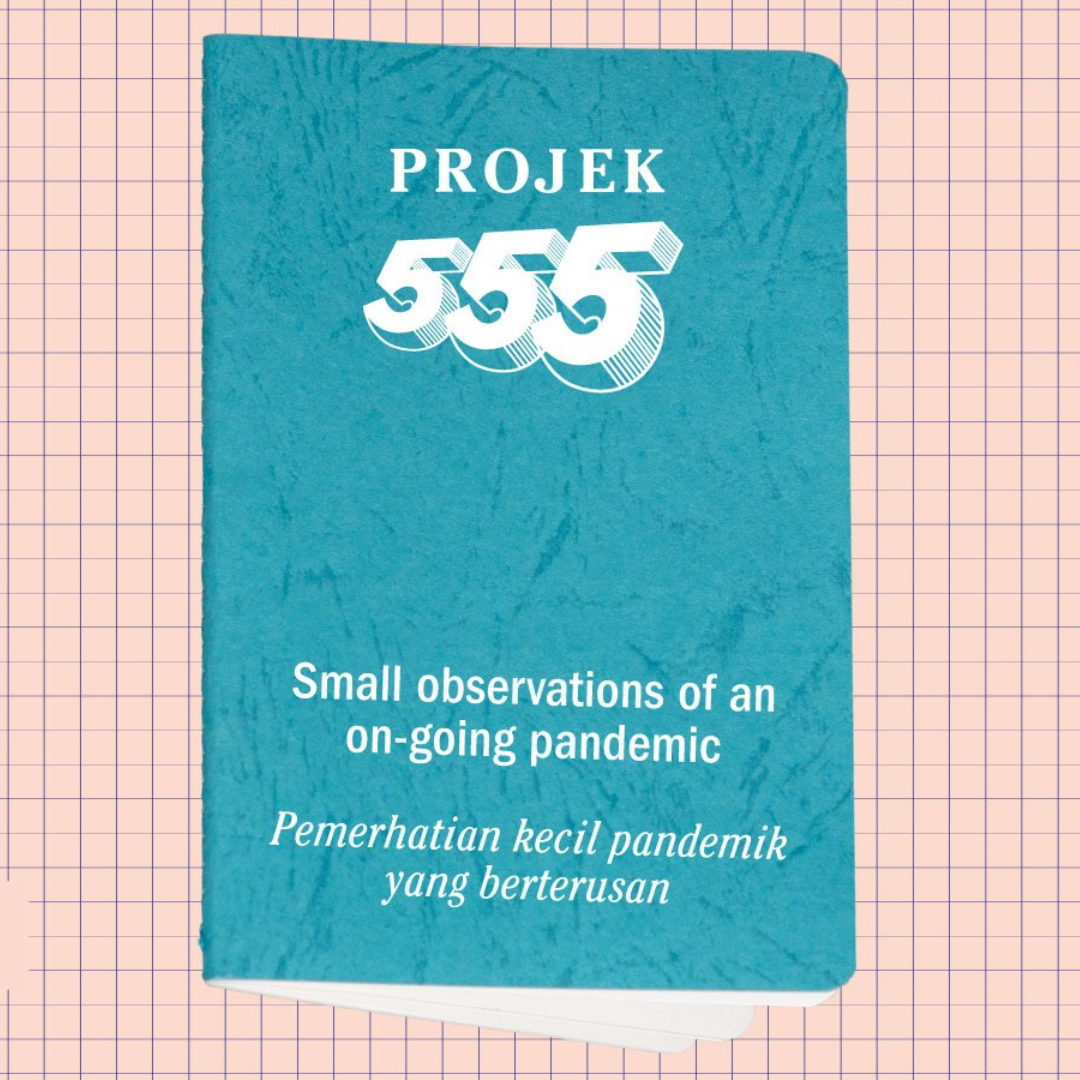 PROJEK
555
Small observations of an
on-going pandemic
Pemerhatian kecil pandemik
yang berterusan